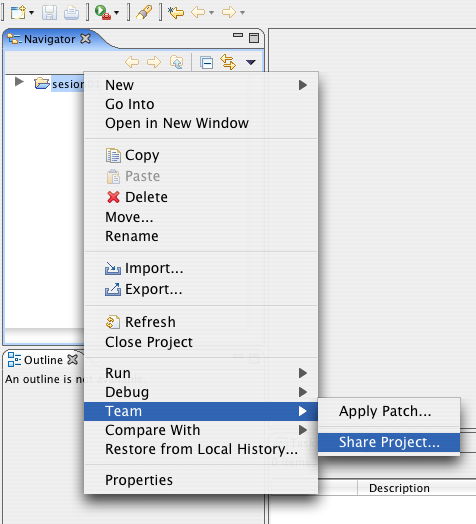 Navigator
sesion
New
Go Into
Open in New Window
Copy
Paste
Delete
Move...
Rename
Import...
Export...
Refresh
Close Project
Outline
An outline is not
Run
Debug
Team
Apply Patch...
Compare With
Share Project...
Restore from Local History...
Properties
Description